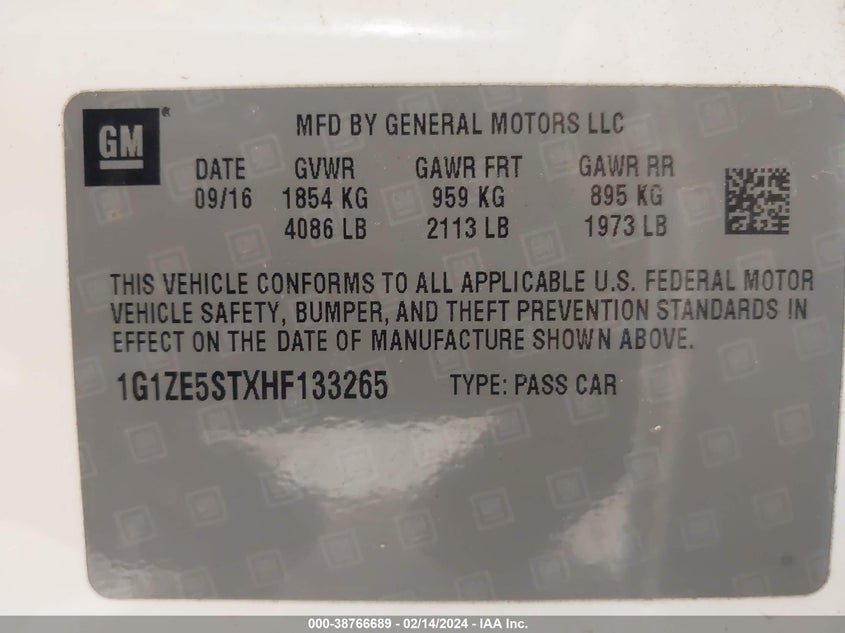 GM ® MFD BY GENERAL MOTORS LLC
DATE GVWR GAWR FRT GAWR RR
09/16 1854 KG 959 KG 895 KG
4086 LB 2113 LB 1973 LB
THIS VEHICLE CONFORMS TO ALL APPLICABLE U.S. FEDERAL MOTOR
VEHICLE SAFETY, BUMPER, AND THEFT PREVENTION STANDARDS IN
EFFECT ON THE DATE OF MANUFACTURE SHOWN ABOVE.
1G1ZE5STXHF133265 TYPE: PASS CAR
000-38766689 - 02/14/2024 - IAA Inc.